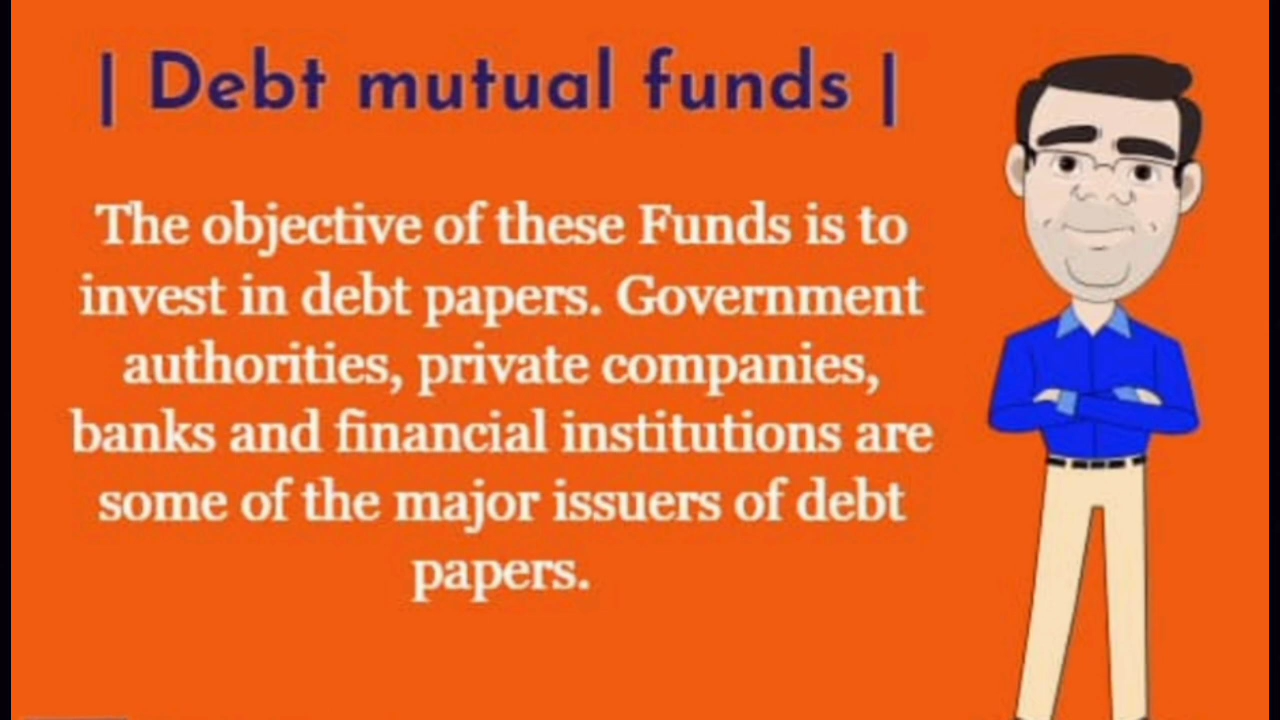 | Debt mutual funds |
The objective of these Funds is to
invest in debt papers. Government
authorities, private companies,
banks and financial institutions are
some of the major issuers of debt
papers.